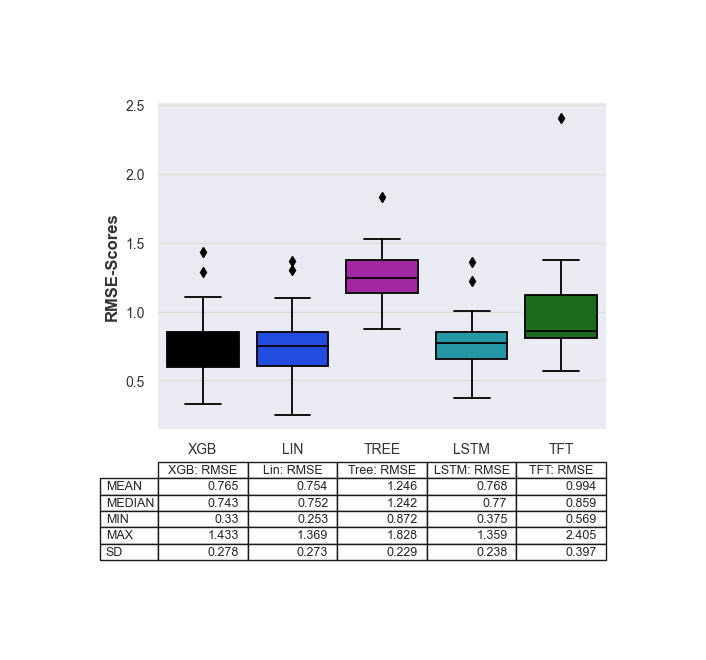 2.5
2.0
1.5
1.0
0.5
RMSE-Scores
XGB LIN TREE LSTM TFT
XGB: RMSE Lin: RMSE Tree: RMSE LSTM: RMSE TFT: RMSE
MEAN 0.765 0.754 1.246 0.768 0.994
MEDIAN 0.743 0.752 1.242 0.77 0.859
MIN 0.33 0.253 0.872 0.375 0.569
MAX 1.433 1.369 1.828 1.359 2.405
SD 0.278 0.273 0.229 0.238 0.397